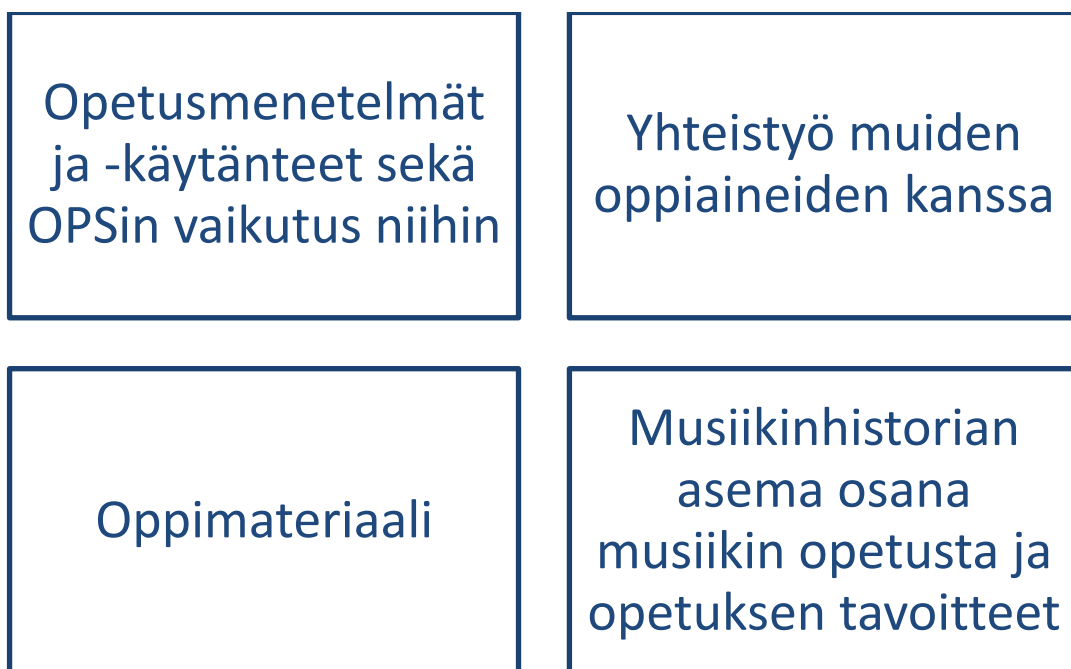 Opetusmenetelmät
ja -käytänteet sekä
OPSin vaikutus niihin
Yhteistyö muiden
oppiaineiden kanssa
Oppimateriaali
Musiikinhistorian
asema osana
musiikin opetusta ja
opetuksen tavoitteet